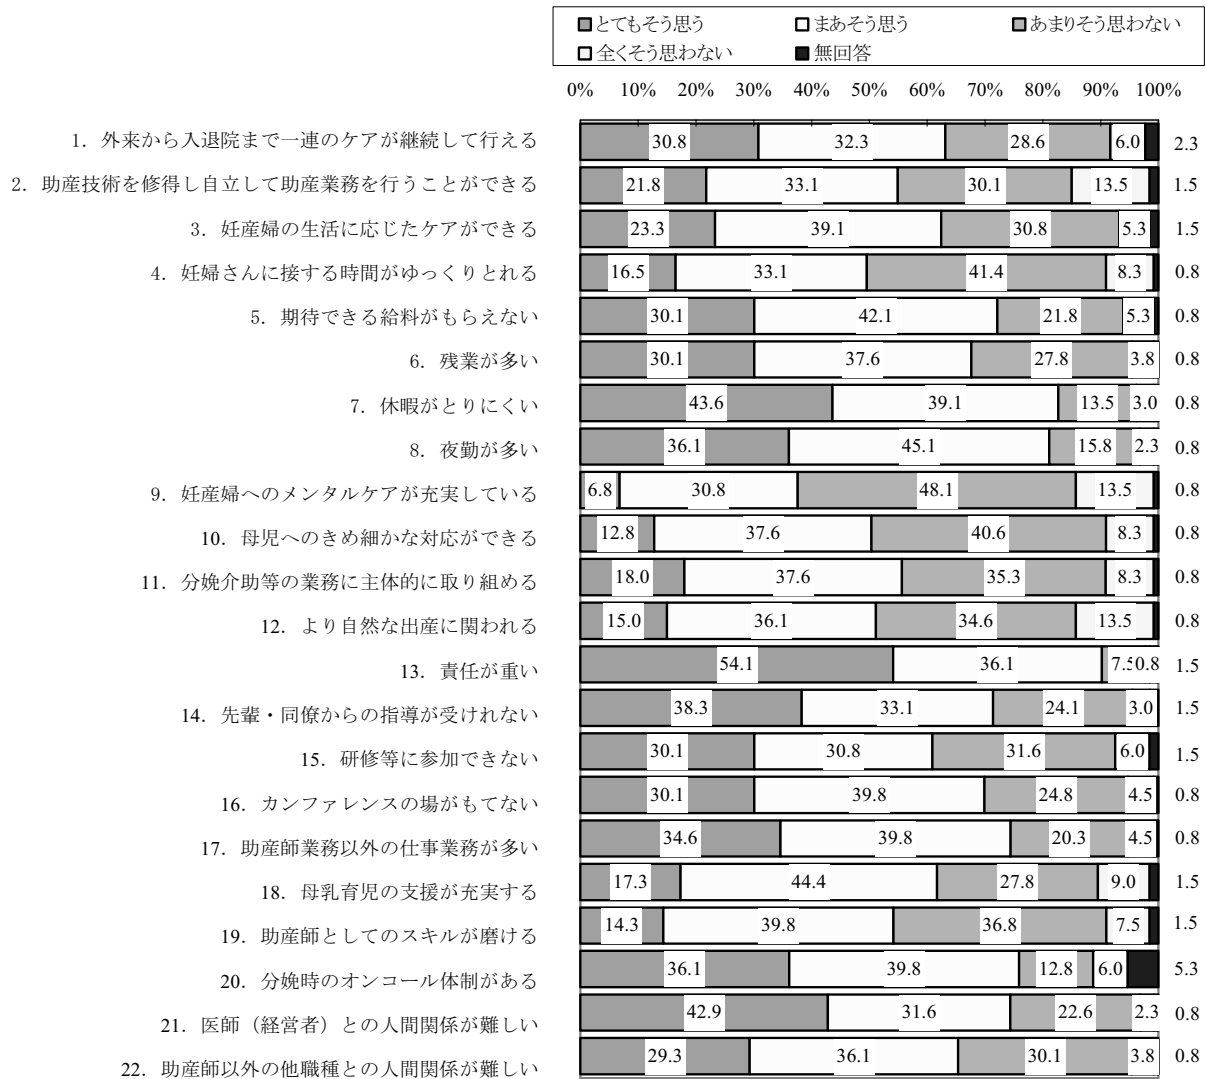 ■とてもそう思う □まあそう思う ■あまりそう思わない
□全くそう思わない ■無回答
0% 10% 20% 30% 40% 50% 60% 70% 80% 90% 100%
1. 外来から入退院まで一連のケアが継続して行える 30.8 32.3 28.6 6.0 2.3
2. 助産技術を修得し自立して助産業務を行うことができる 21.8 33.1 30.1 13.5 1.5
3. 妊産婦の生活に応じたケアができる 23.3 39.1 30.8 5.3 1.5
4. 妊婦さんに接する時間がゆっくりとれる 16.5 33.1 41.4 8.3 0.8
5. 期待できる給料がもらえない 30.1 42.1 21.8 5.3 0.8
6. 残業が多い 30.1 37.6 27.8 3.8 0.8
7. 休暇がとりにくい 43.6 39.1 13.5 3.0 0.8
8. 夜勤が多い 36.1 45.1 15.8 2.3 0.8
9. 妊産婦へのメンタルケアが充実している 6.8 30.8 48.1 13.5 0.8
10. 母児へのきめ細かな対応ができる 12.8 37.6 40.6 8.3 0.8
11. 分娩介助等の業務に主体的に取り組める 18.0 37.6 35.3 8.3 0.8
12. より自然な出産に関われる 15.0 36.1 34.6 13.5 0.8
13. 責任が重い 54.1 36.1 7.5 0.8 1.5
14. 先輩・同僚からの指導が受けれない 38.3 33.1 24.1 3.0 1.5
15. 研修等に参加できない 30.1 30.8 31.6 6.0 1.5
16. カンファレンスの場がもてない 30.1 39.8 24.8 4.5 0.8
17. 助産師業務以外の仕事業務が多い 34.6 39.8 20.3 4.5 0.8
18. 母乳育児の支援が充実する 17.3 44.4 27.8 9.0 1.5
19. 助産師としてのスキルが磨ける 14.3 39.8 36.8 7.5 1.5
20. 分娩時のオンコール体制がある 36.1 39.8 12.8 6.0 5.3
21. 医師（経営者）との人間関係が難しい 42.9 31.6 22.6 2.3 0.8
22. 助産師以外の他職種との人間関係が難しい 29.3 36.1 30.1 3.8 0.8